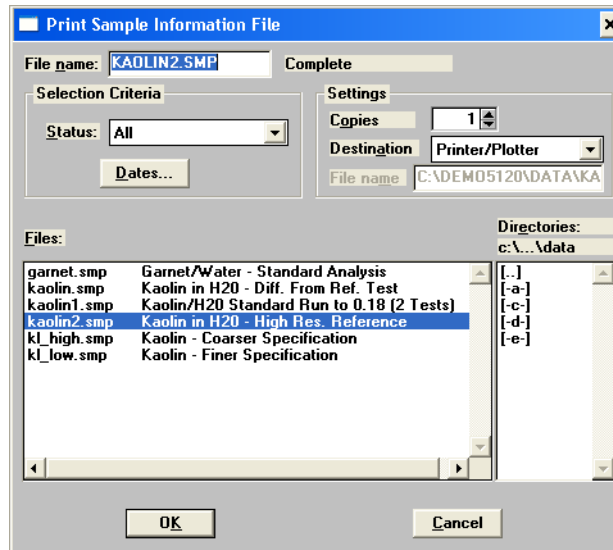 Print Sample Information File
File name: KAOLIN2.SMP Complete
Selection Criteria
Status: All
Dates...
Settings
Copies 1
Destination Printer/Plotter
File name C:\DEMO5120\DATA\KA
Files:
Directories:
c:\...\data
garnet.smp Garnet/Water - Standard Analysis
kaolin.smp Kaolin in H20 - Diff. From Ref. Test
kaolin1.smp Kaolin/H20 Standard Run to 0.18 (2 Tests)
kaolin2.smp Kaolin in H20 - High Res. Reference
kl_high.smp Kaolin - Coarser Specification
kl_low.smp Kaolin - Finer Specification
[..]
[-a-]
[-c-]
[-d-]
[-e-]
OK
Cancel